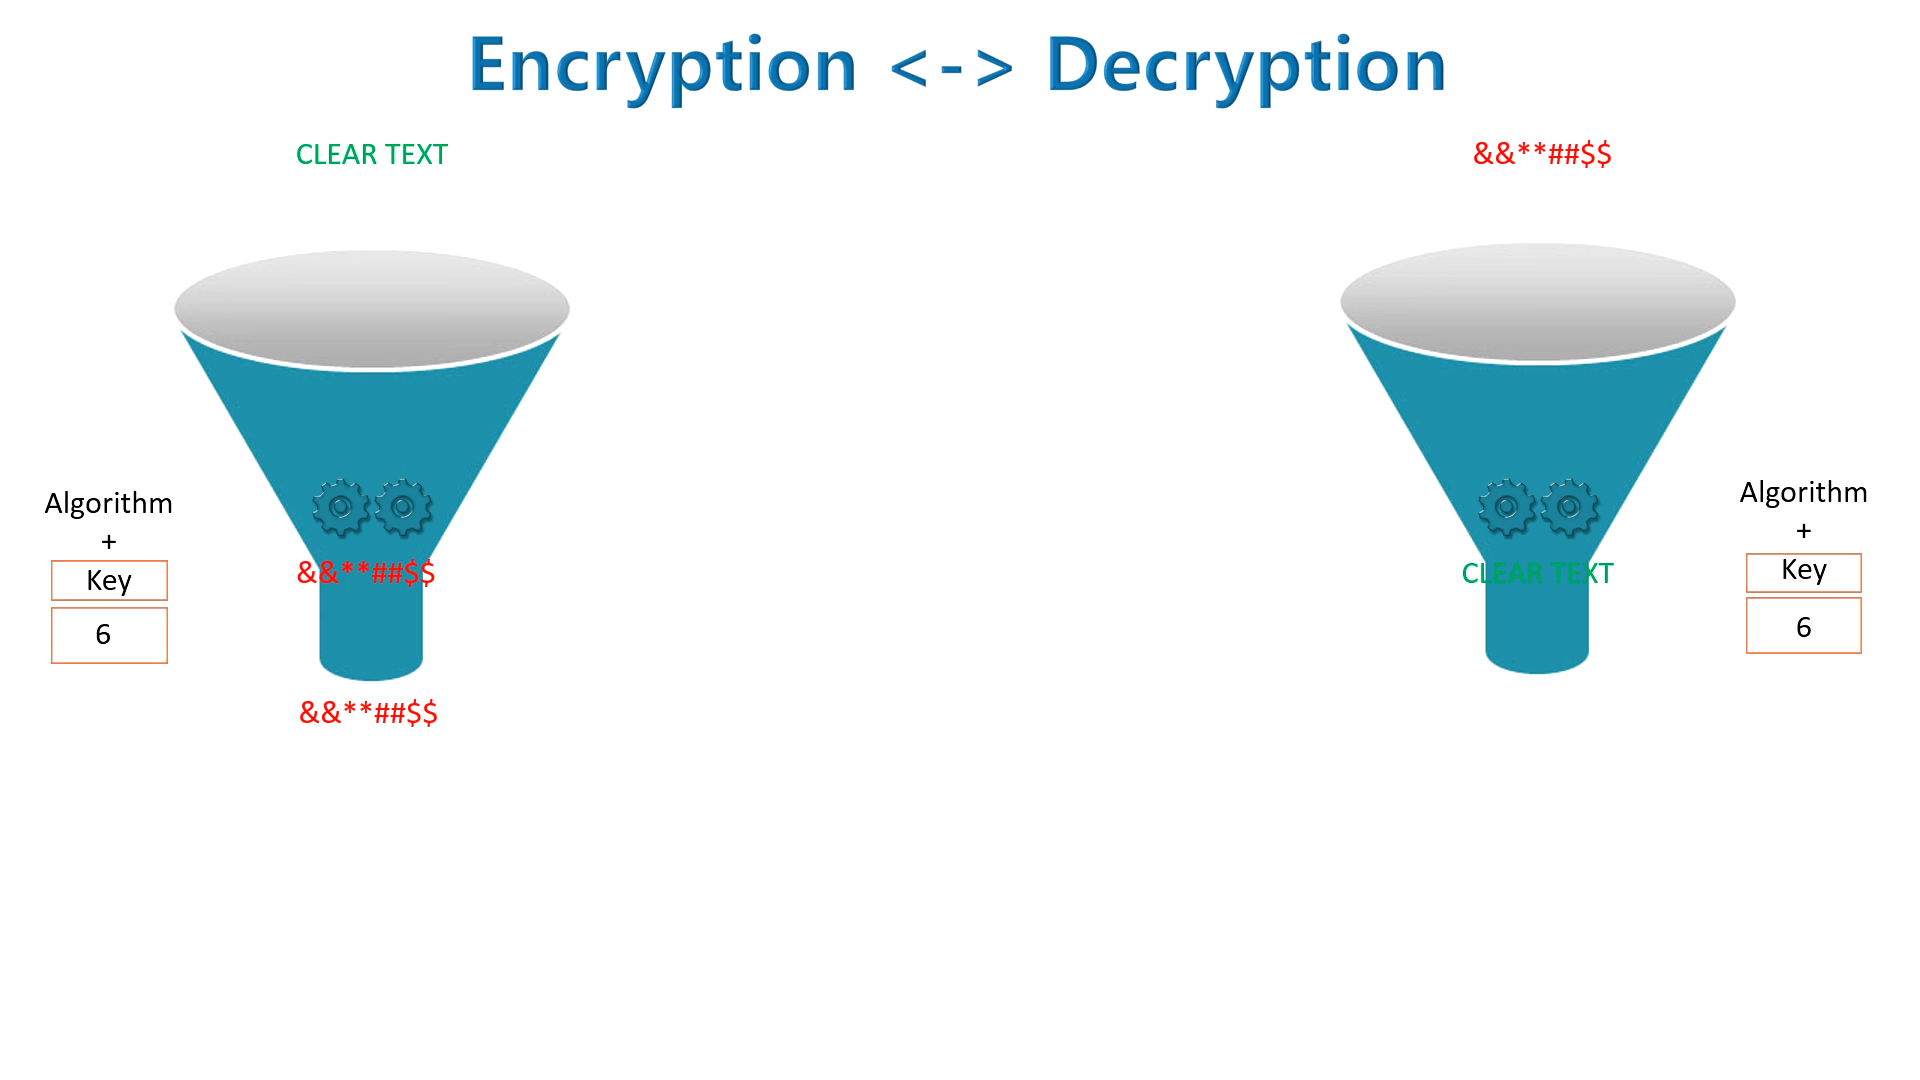 Encryption <-> Decryption
CLEAR TEXT
&&**##$$
Algorithm
+
Key
6
&&**##$$
&&**##$$
CLEAR TEXT
Algorithm
+
Key
6